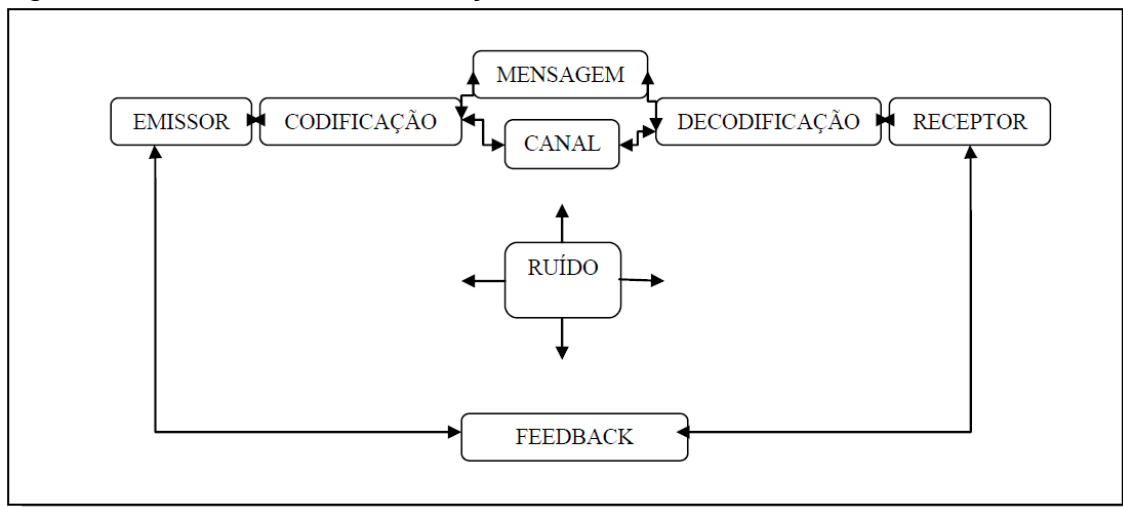 MENSAGEM
EMISSOR
CODIFICAÇÃO
CANAL
DECODIFICAÇÃO
RECEPTOR
RUÍDO
FEEDBACK